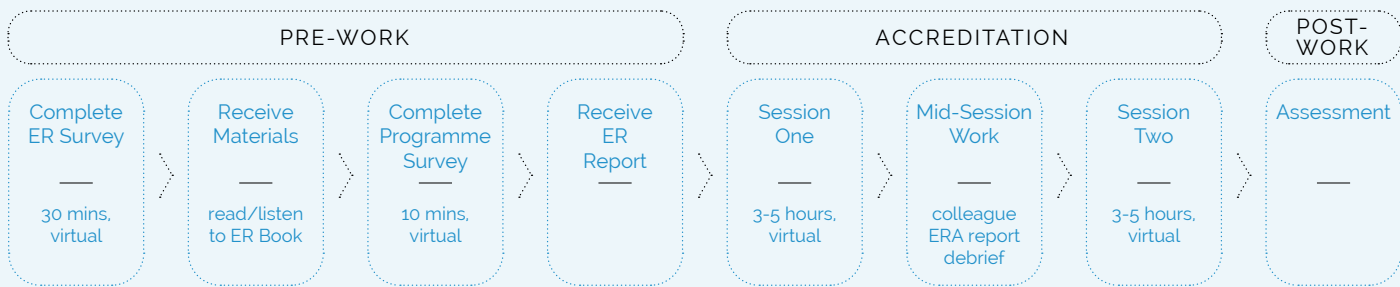 PRE-WORK
ACCREDITATION
POST-
WORK
Complete
ER Survey
30 mins,
virtual
Receive
Materials
read/listen
to ER Book
Complete
Programme
Survey
10 mins,
virtual
Receive
ER
Report
Session
One
3-5 hours,
virtual
Mid-Session
Work
colleague
ERA report
debrief
Session
Two
3-5 hours,
virtual
Assessment